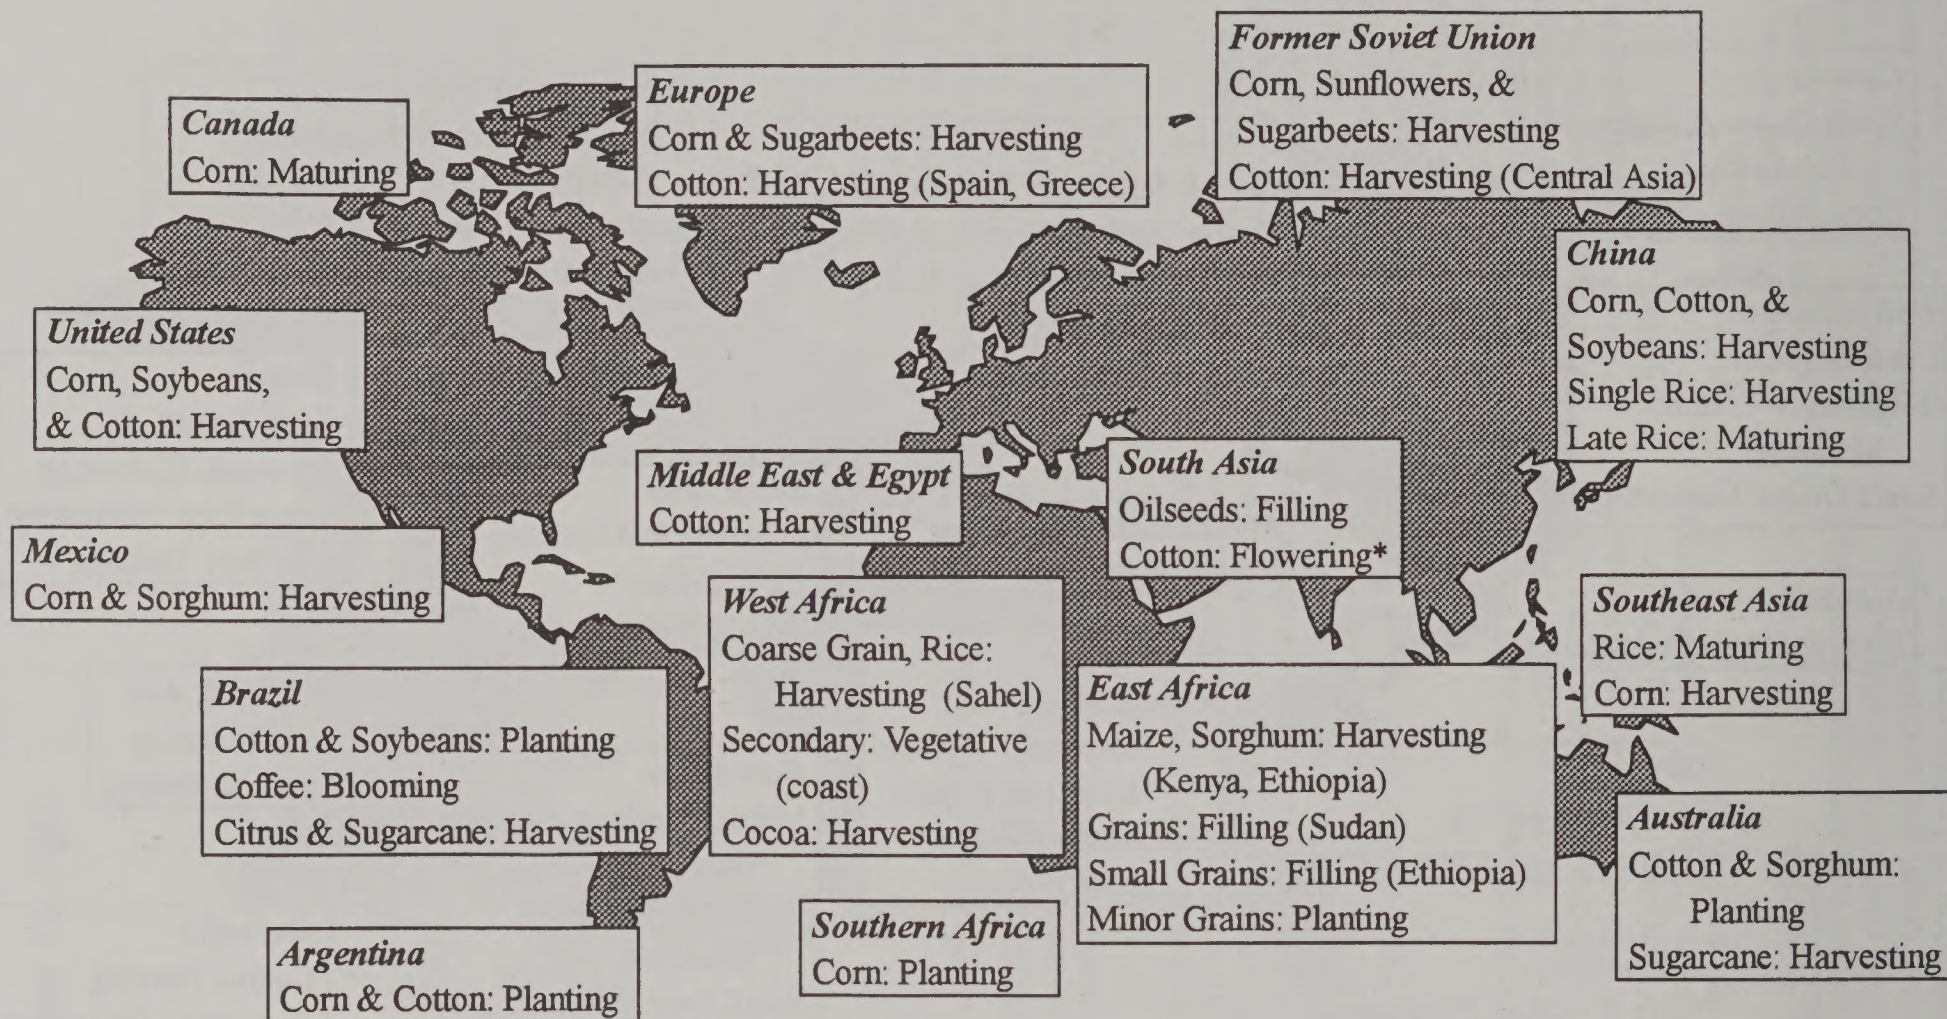 Former Soviet Union
Corn, Sunflowers, &
Sugarbeets: Harvesting
Cotton: Harvesting (Central Asia)
Europe
Corn & Sugarbeets: Harvesting
Cotton: Harvesting (Spain, Greece)
Canada
Corn: Maturing
China
Corn, Cotton, &
Soybeans: Harvesting
Single Rice: Harvesting
Late Rice: Maturing
United States
Corn, Soybeans,
& Cotton: Harvesting
Middle East & Egypt
Cotton: Harvesting
South Asia
Oilseeds: Filling
Cotton: Flowering*
Mexico
Corn & Sorghum: Harvesting
West Africa
Coarse Grain, Rice:
Harvesting (Sahel)
Secondary: Vegetative
(coast)
Cocoa: Harvesting
Southeast Asia
Rice: Maturing
Corn: Harvesting
Brazil
Cotton & Soybeans: Planting
Coffee: Blooming
Citrus & Sugarcane: Harvesting
East Africa
Maize, Sorghum: Harvesting
(Kenya, Ethiopia)
Grains: Filling (Sudan)
Small Grains: Filling (Ethiopia)
Minor Grains: Planting
Australia
Cotton & Sorghum:
Planting
Sugarcane: Harvesting
Southern Africa
Corn: Planting
Argentina
Corn & Cotton: Planting